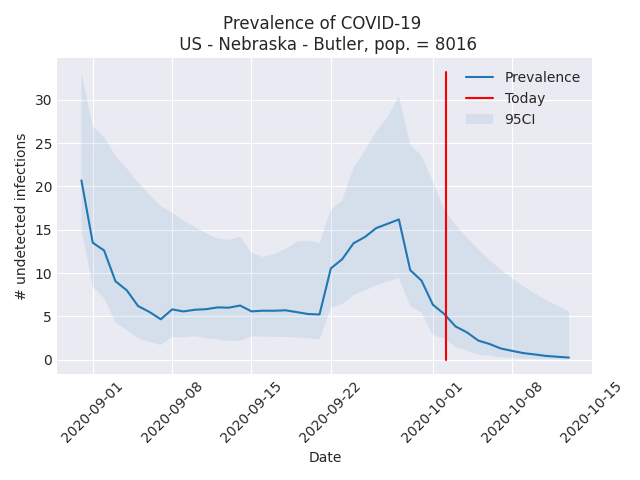 Prevalence of COVID-19
US - Nebraska - Butler, pop. = 8016
# undetected infections
30
25
20
15
10
5
0
Prevalence
Today
95CI
2020-09-01
2020-09-08
2020-09-15
2020-09-22
2020-10-01
2020-10-08
2020-10-15
Date